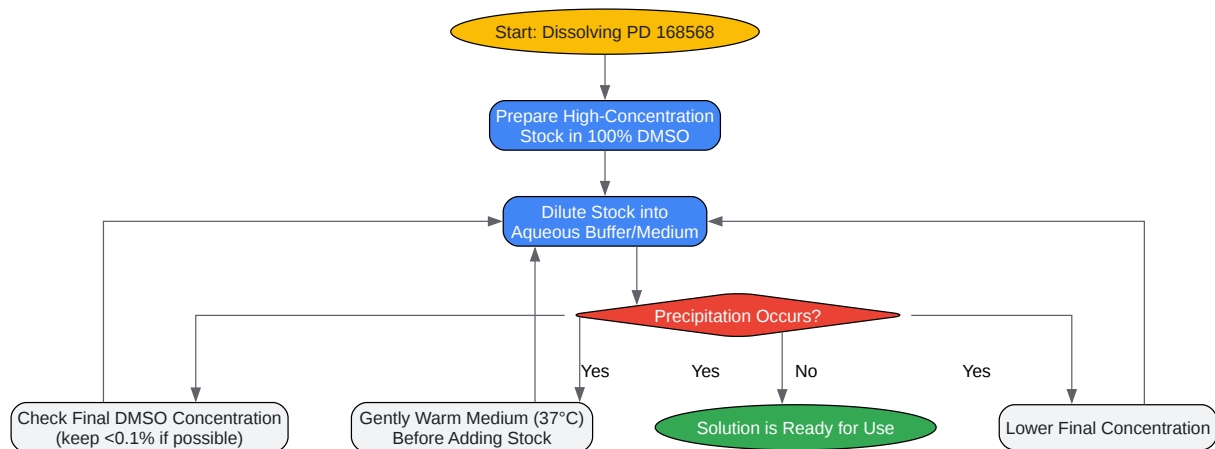 Start: Dissolving PD 168568
Prepare High-Concentration
Stock in 100% DMSO
Dilute Stock into
Aqueous Buffer/Medium
Precipitation Occurs?
Yes
Yes
No
Yes
Check Final DMSO Concentration
(keep <0.1% if possible)
Gently Warm Medium (37°C)
Before Adding Stock
Solution is Ready for Use
Lower Final Concentration